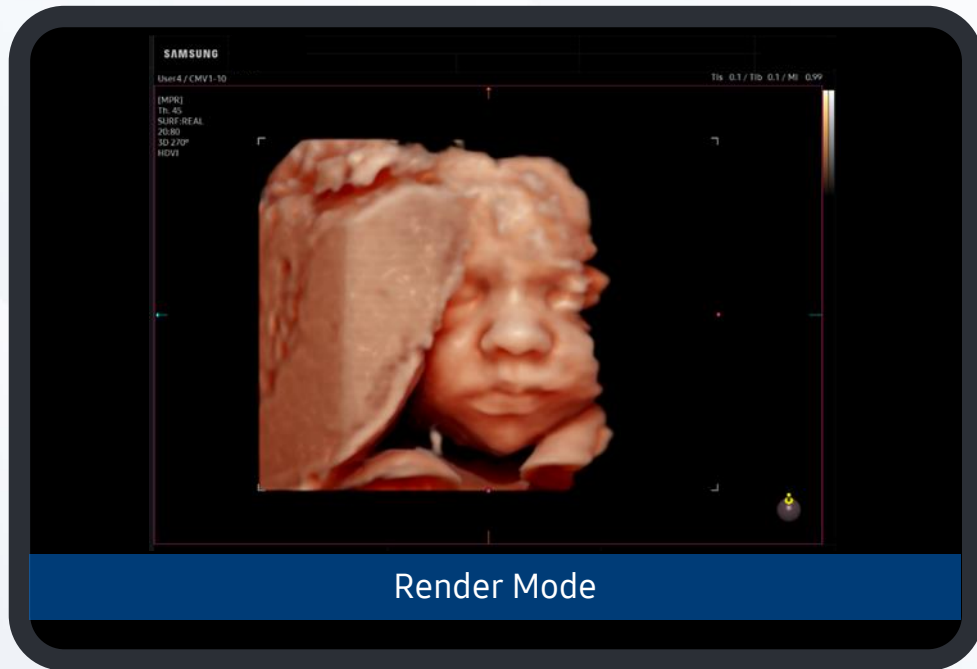 SAMSUNG
User4 / CMV1-10
TIs 0.1 / TIb 0.1 / MI 0.99
[MPR]
Th. 45
SURF:REAL
20:80
3D 270°
HDVI
Render Mode